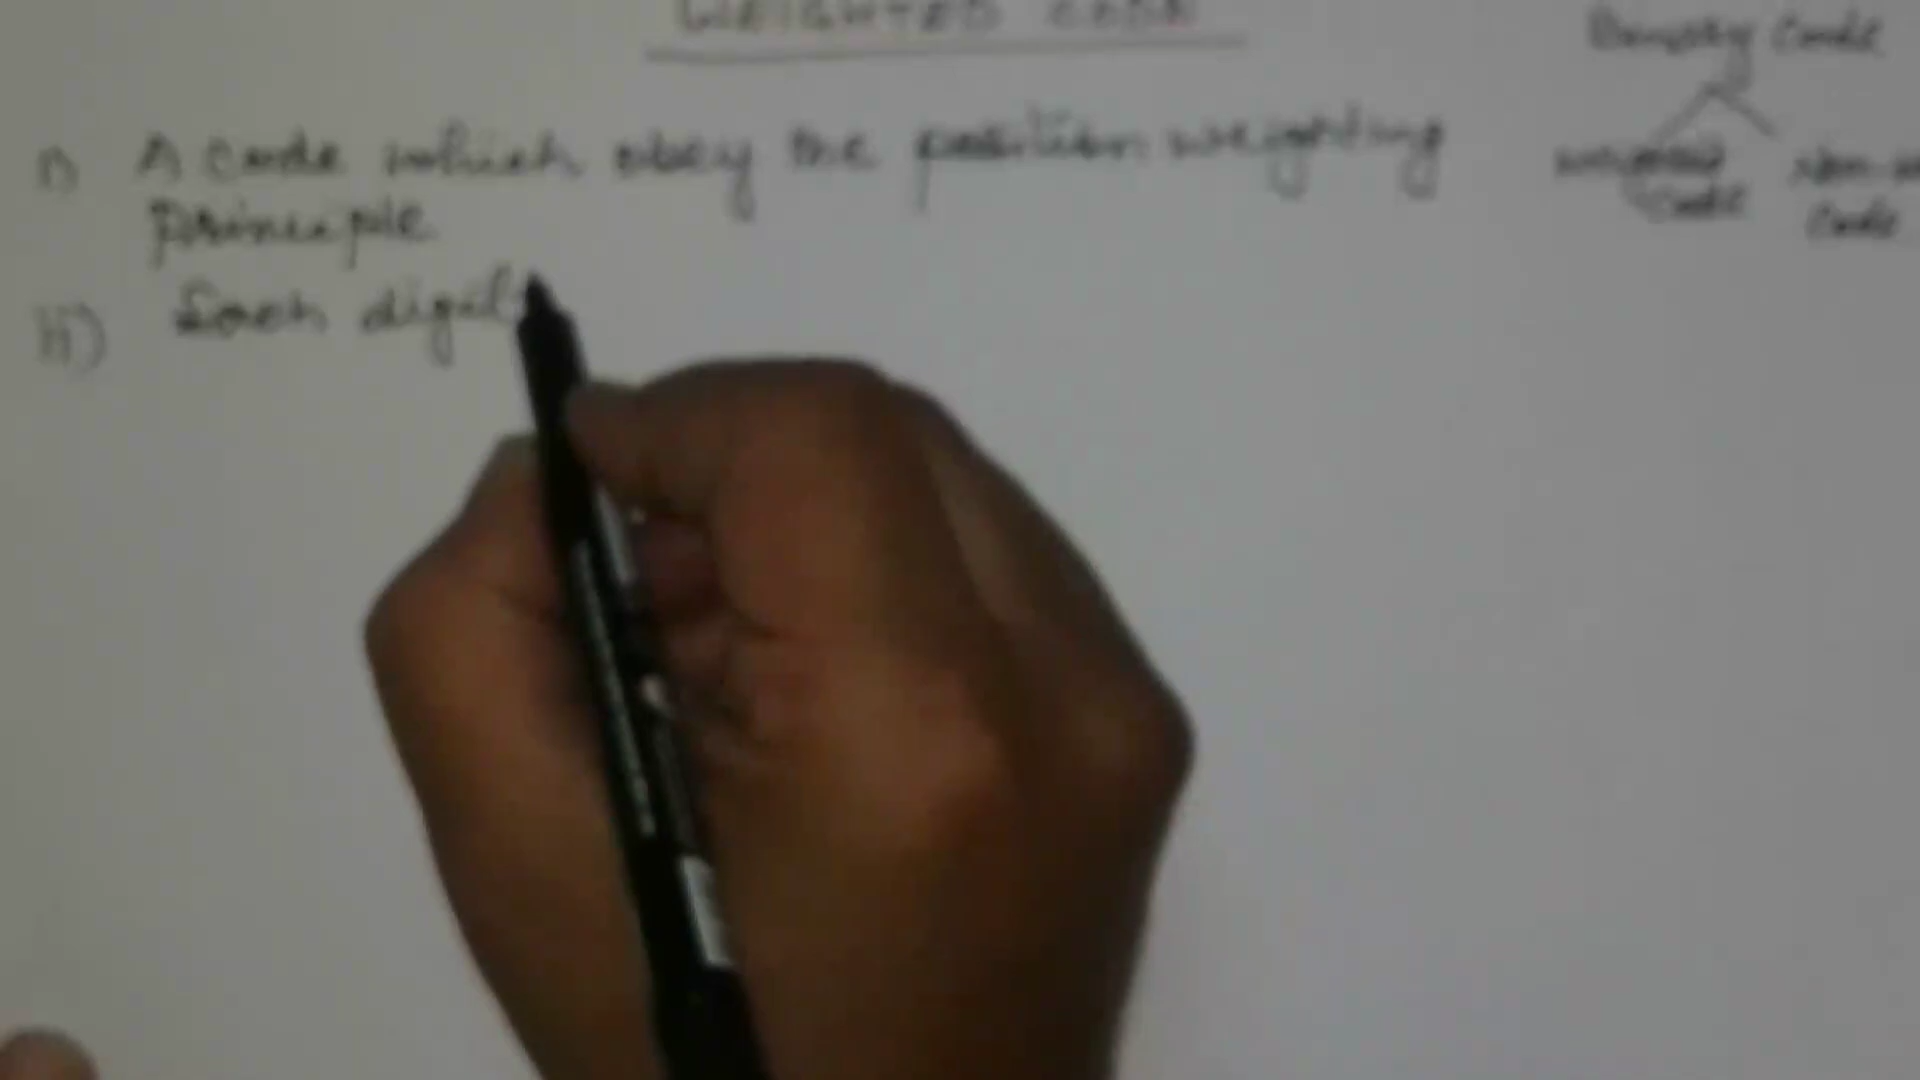 WEIGHTED CODE
Binary Code
i) A code which obey the position weighting
principle
weighted
code
Non-w
code
ii) Each digit